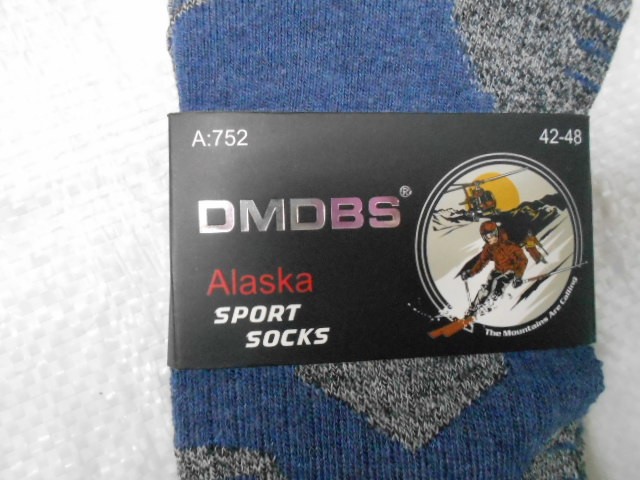 A:752
42-48
DMDBS®
Alaska
SPORT
SOCKS
The Mountains Are Calling